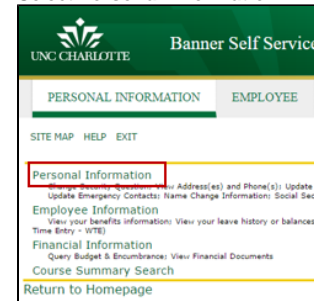 UNC CHARLOTTE
Banner Self Servic
PERSONAL INFORMATION EMPLOYEE
SITE MAP HELP EXIT
Personal Information
Change Security Question; View Address(es) and Phone(s); Update
Update Emergency Contacts; Name Change Information; Social Sec
Employee Information
View your benefits information; View your leave history or balances
Time Entry - WTE)
Financial Information
Query Budget & Encumbrance; View Financial Documents
Course Summary Search
Return to Homepage